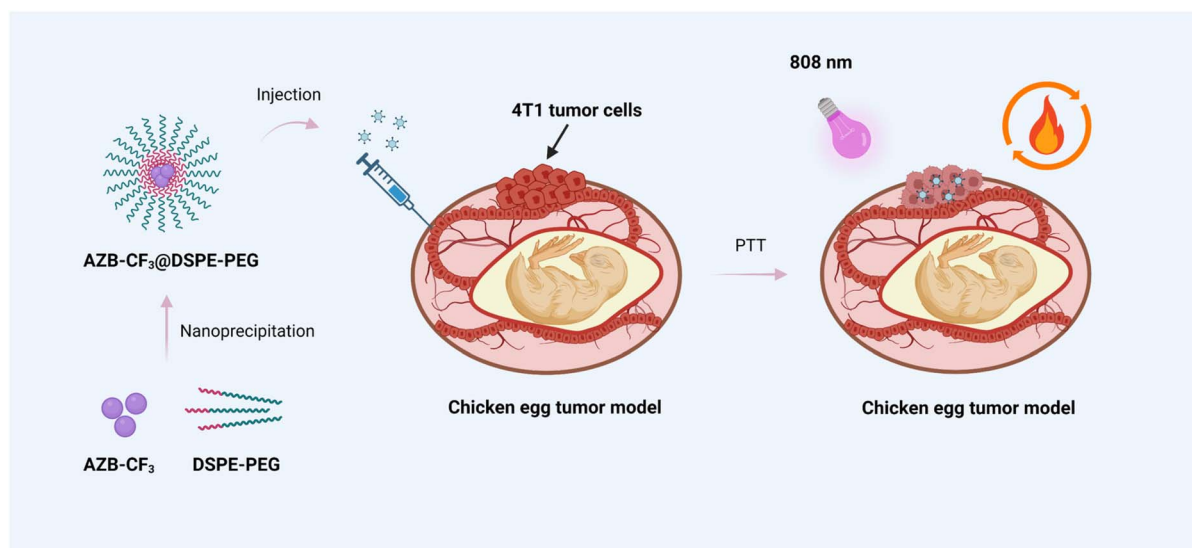 808 nm
Injection
4T1 tumor cells
AZB-CF₃@DSPE-PEG
PTT
Nanoprecipitation
Chicken egg tumor model
Chicken egg tumor model
AZB-CF₃
DSPE-PEG